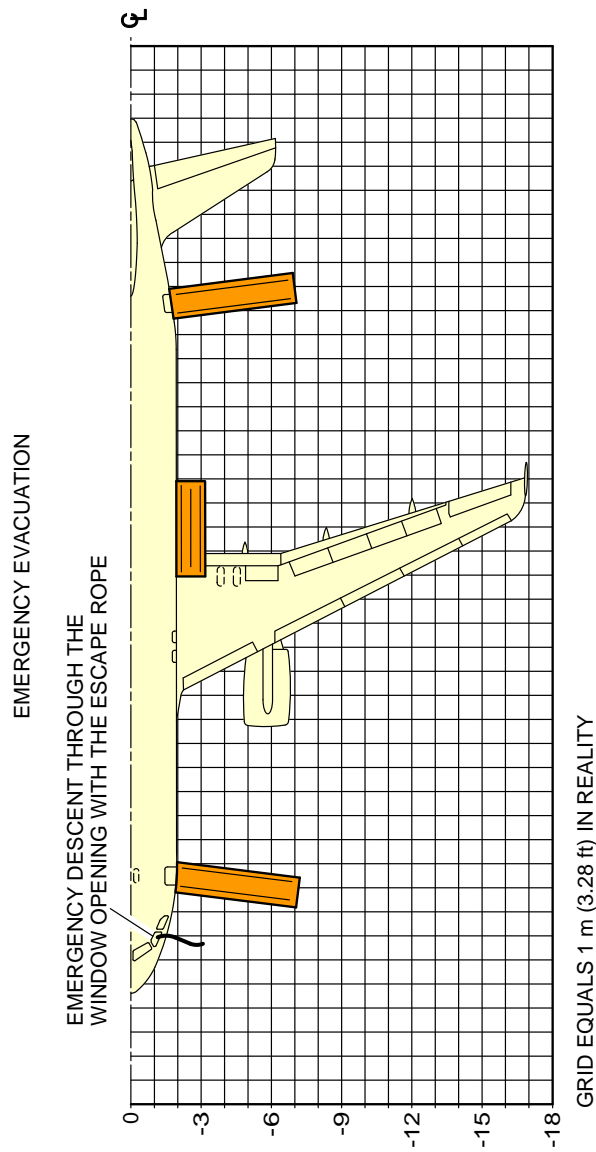 EMERGENCY EVACUATION
EMERGENCY DESCENT THROUGH THE
WINDOW OPENING WITH THE ESCAPE ROPE
℄
0
-3
-6
-9
-12
-15
-18
GRID EQUALS 1 m (3.28 ft) IN REALITY